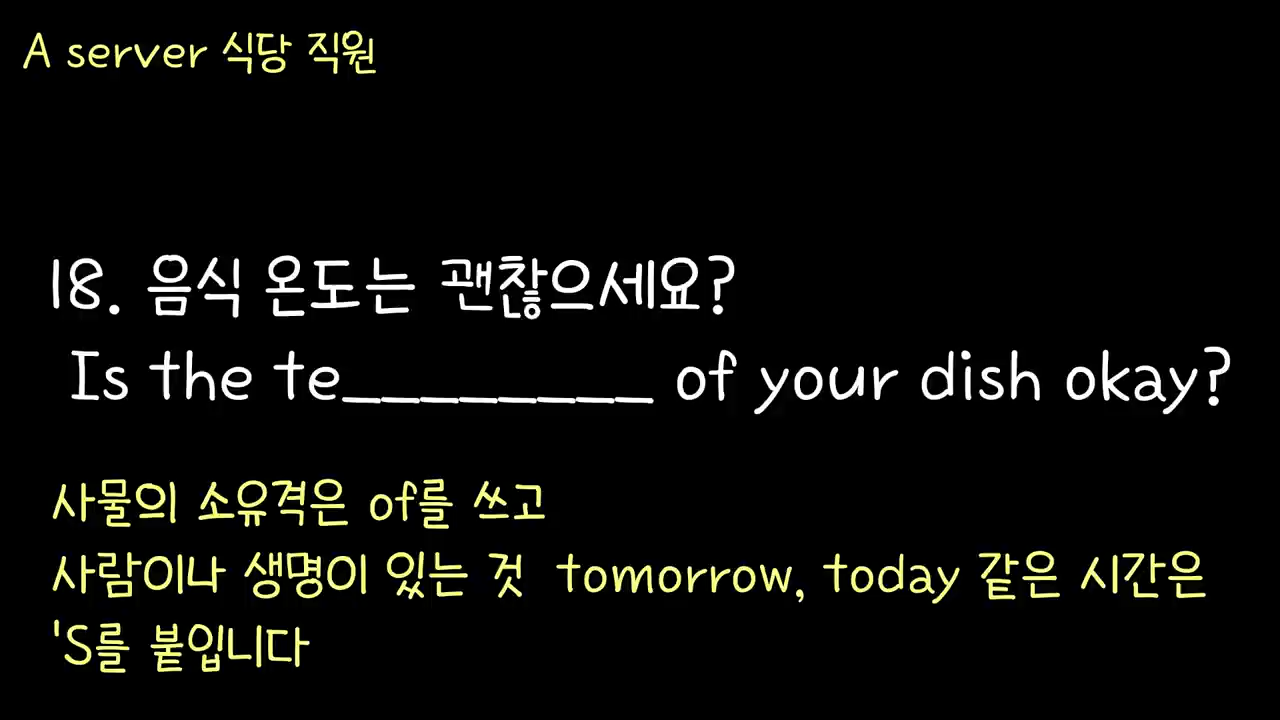 A server 식당 직원
18. 음식 온도는 괜찮으세요?
Is the te________ of your dish okay?
사물의 소유격은 of를 쓰고
사람이나 생명이 있는 것 tomorrow, today 같은 시간은
'S를 붙입니다